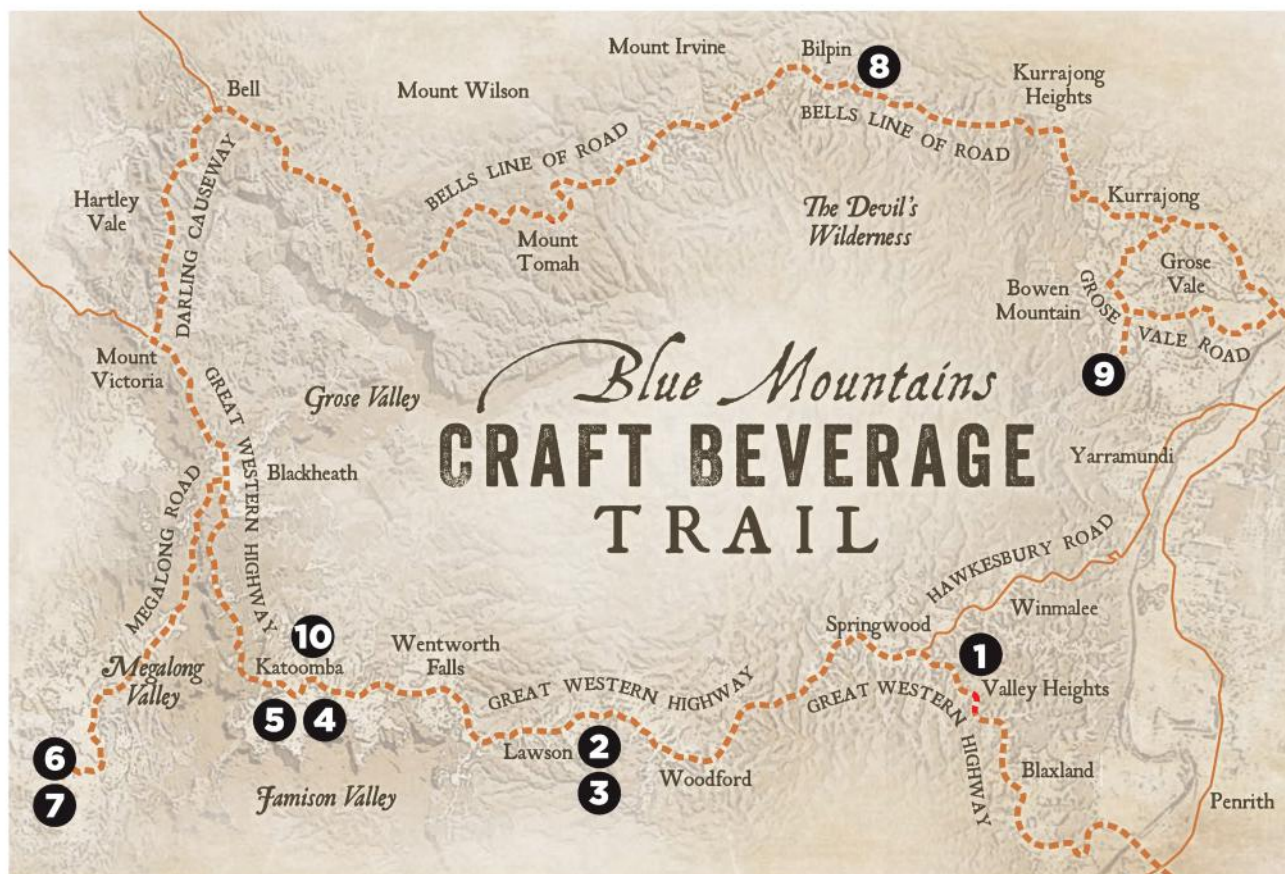 Mount Irvine
Bilpin
8
Kurrajong
Heights
Bell
Mount Wilson
BELLS LINE OF ROAD
BELLS LINE OF ROAD
Hartley
Vale
DARLING CAUSEWAY
Kurrajong
The Devil's
Wilderness
Mount
Tomah
Grose
Vale
Bowen
Mountain
GROSE VALE ROAD
9
Mount
Victoria
GREAT WESTERN HIGHWAY
Grose Valley
Blue Mountains
CRAFT BEVERAGE
TRAIL
Blackheath
Yarramundi
MEGALONG ROAD
HAWKESBURY ROAD
Winmalee
Springwood
10
Katoomba
Wentworth
Falls
1
Valley Heights
Megalong
Valley
GREAT WESTERN HIGHWAY
GREAT WESTERN HIGHWAY
5
4
Lawson
2
3
Woodford
Blaxland
6
7
Jamison Valley
Penrith